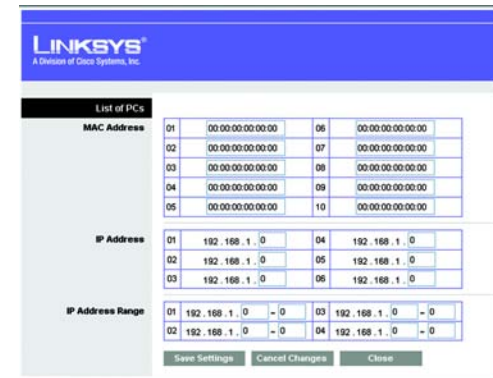 LINKSYS®
A Division of Cisco Systems, Inc.
List of PCs
MAC Address
01 00:00:00:00:00:00 06 00:00:00:00:00:00
02 00:00:00:00:00:00 07 00:00:00:00:00:00
03 00:00:00:00:00:00 08 00:00:00:00:00:00
04 00:00:00:00:00:00 09 00:00:00:00:00:00
05 00:00:00:00:00:00 10 00:00:00:00:00:00
IP Address
01 192.168.1.0 04 192.168.1.0
02 192.168.1.0 05 192.168.1.0
03 192.168.1.0 06 192.168.1.0
IP Address Range
01 192.168.1.0 ~ 0 03 192.168.1.0 ~ 0
02 192.168.1.0 ~ 0 04 192.168.1.0 ~ 0
Save Settings Cancel Changes Close